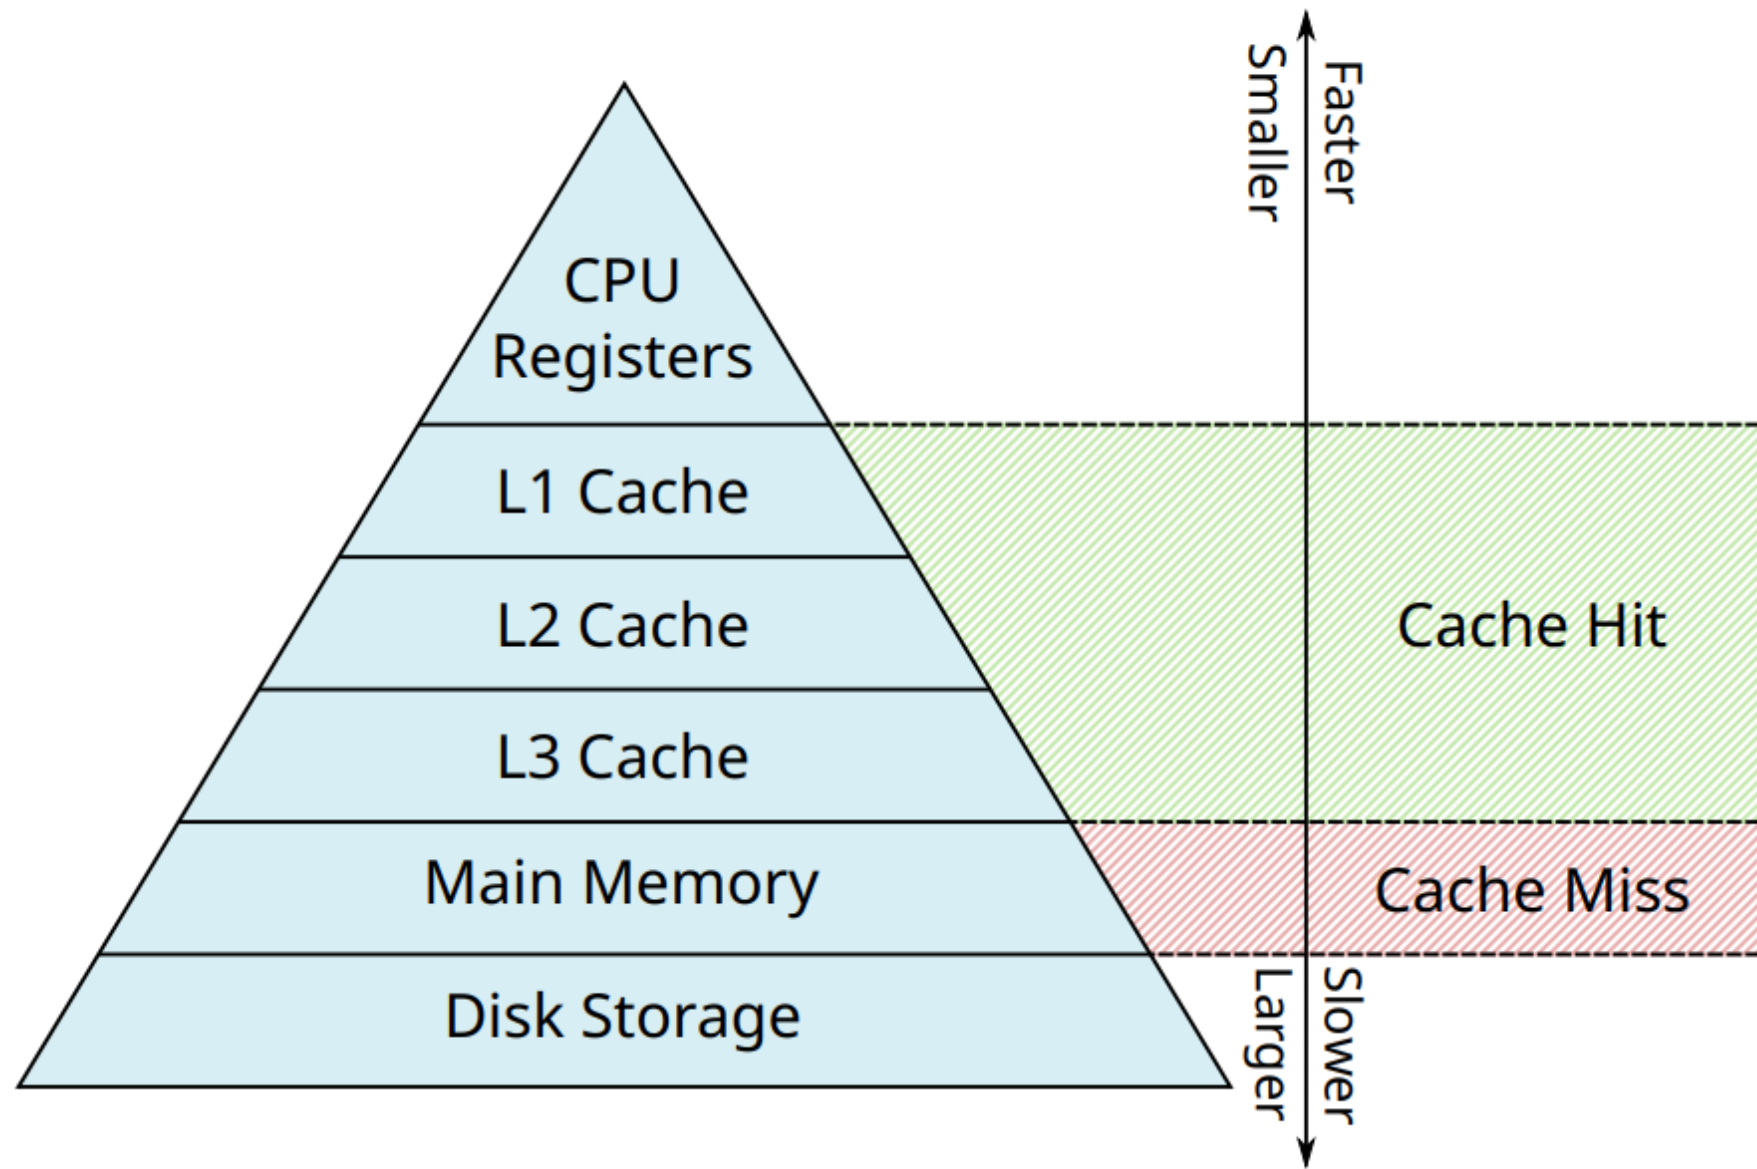 Smaller
Faster
CPU
Registers
L1 Cache
L2 Cache
Cache Hit
L3 Cache
Main Memory
Cache Miss
Disk Storage
Larger
Slower